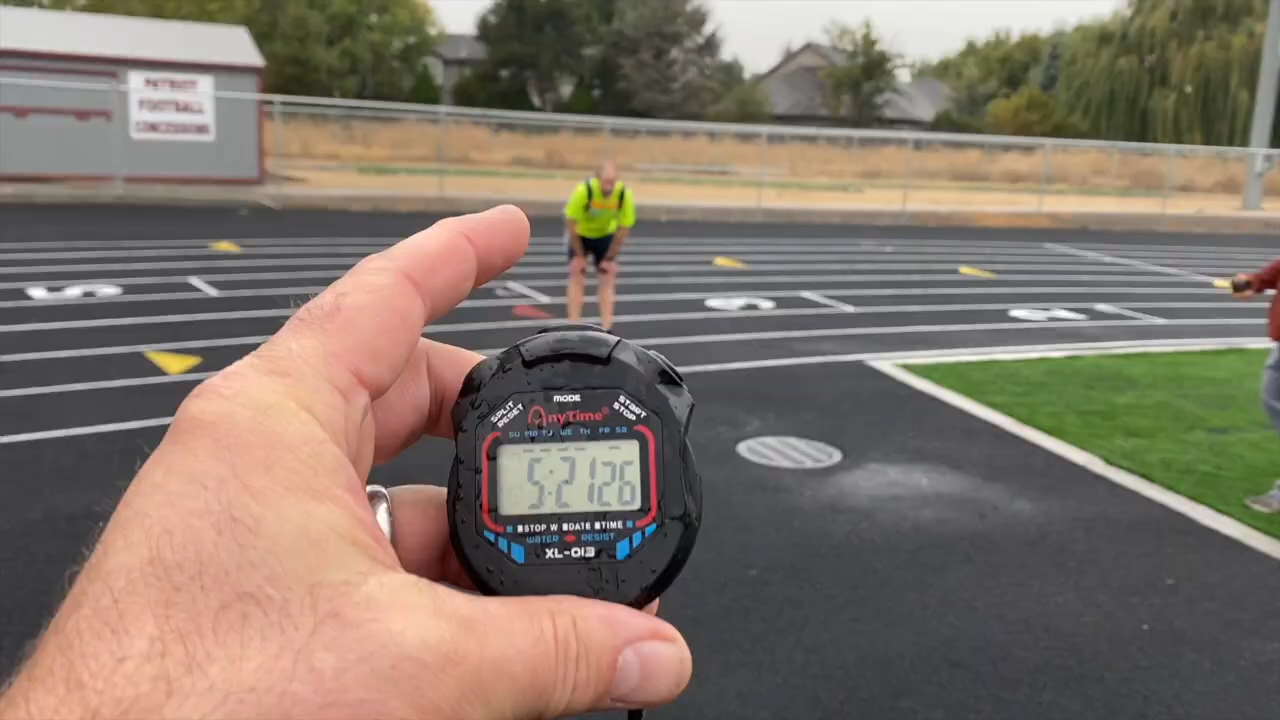 PATRIOT
FOOTBALL
CONCESSIONS
5
MODE
SPLIT
RESET
AnyTime®
START
STOP
SU MO TU WE TH FR SA
5:21 26
STOP W DATE TIME
WATER RESIST
XL-013